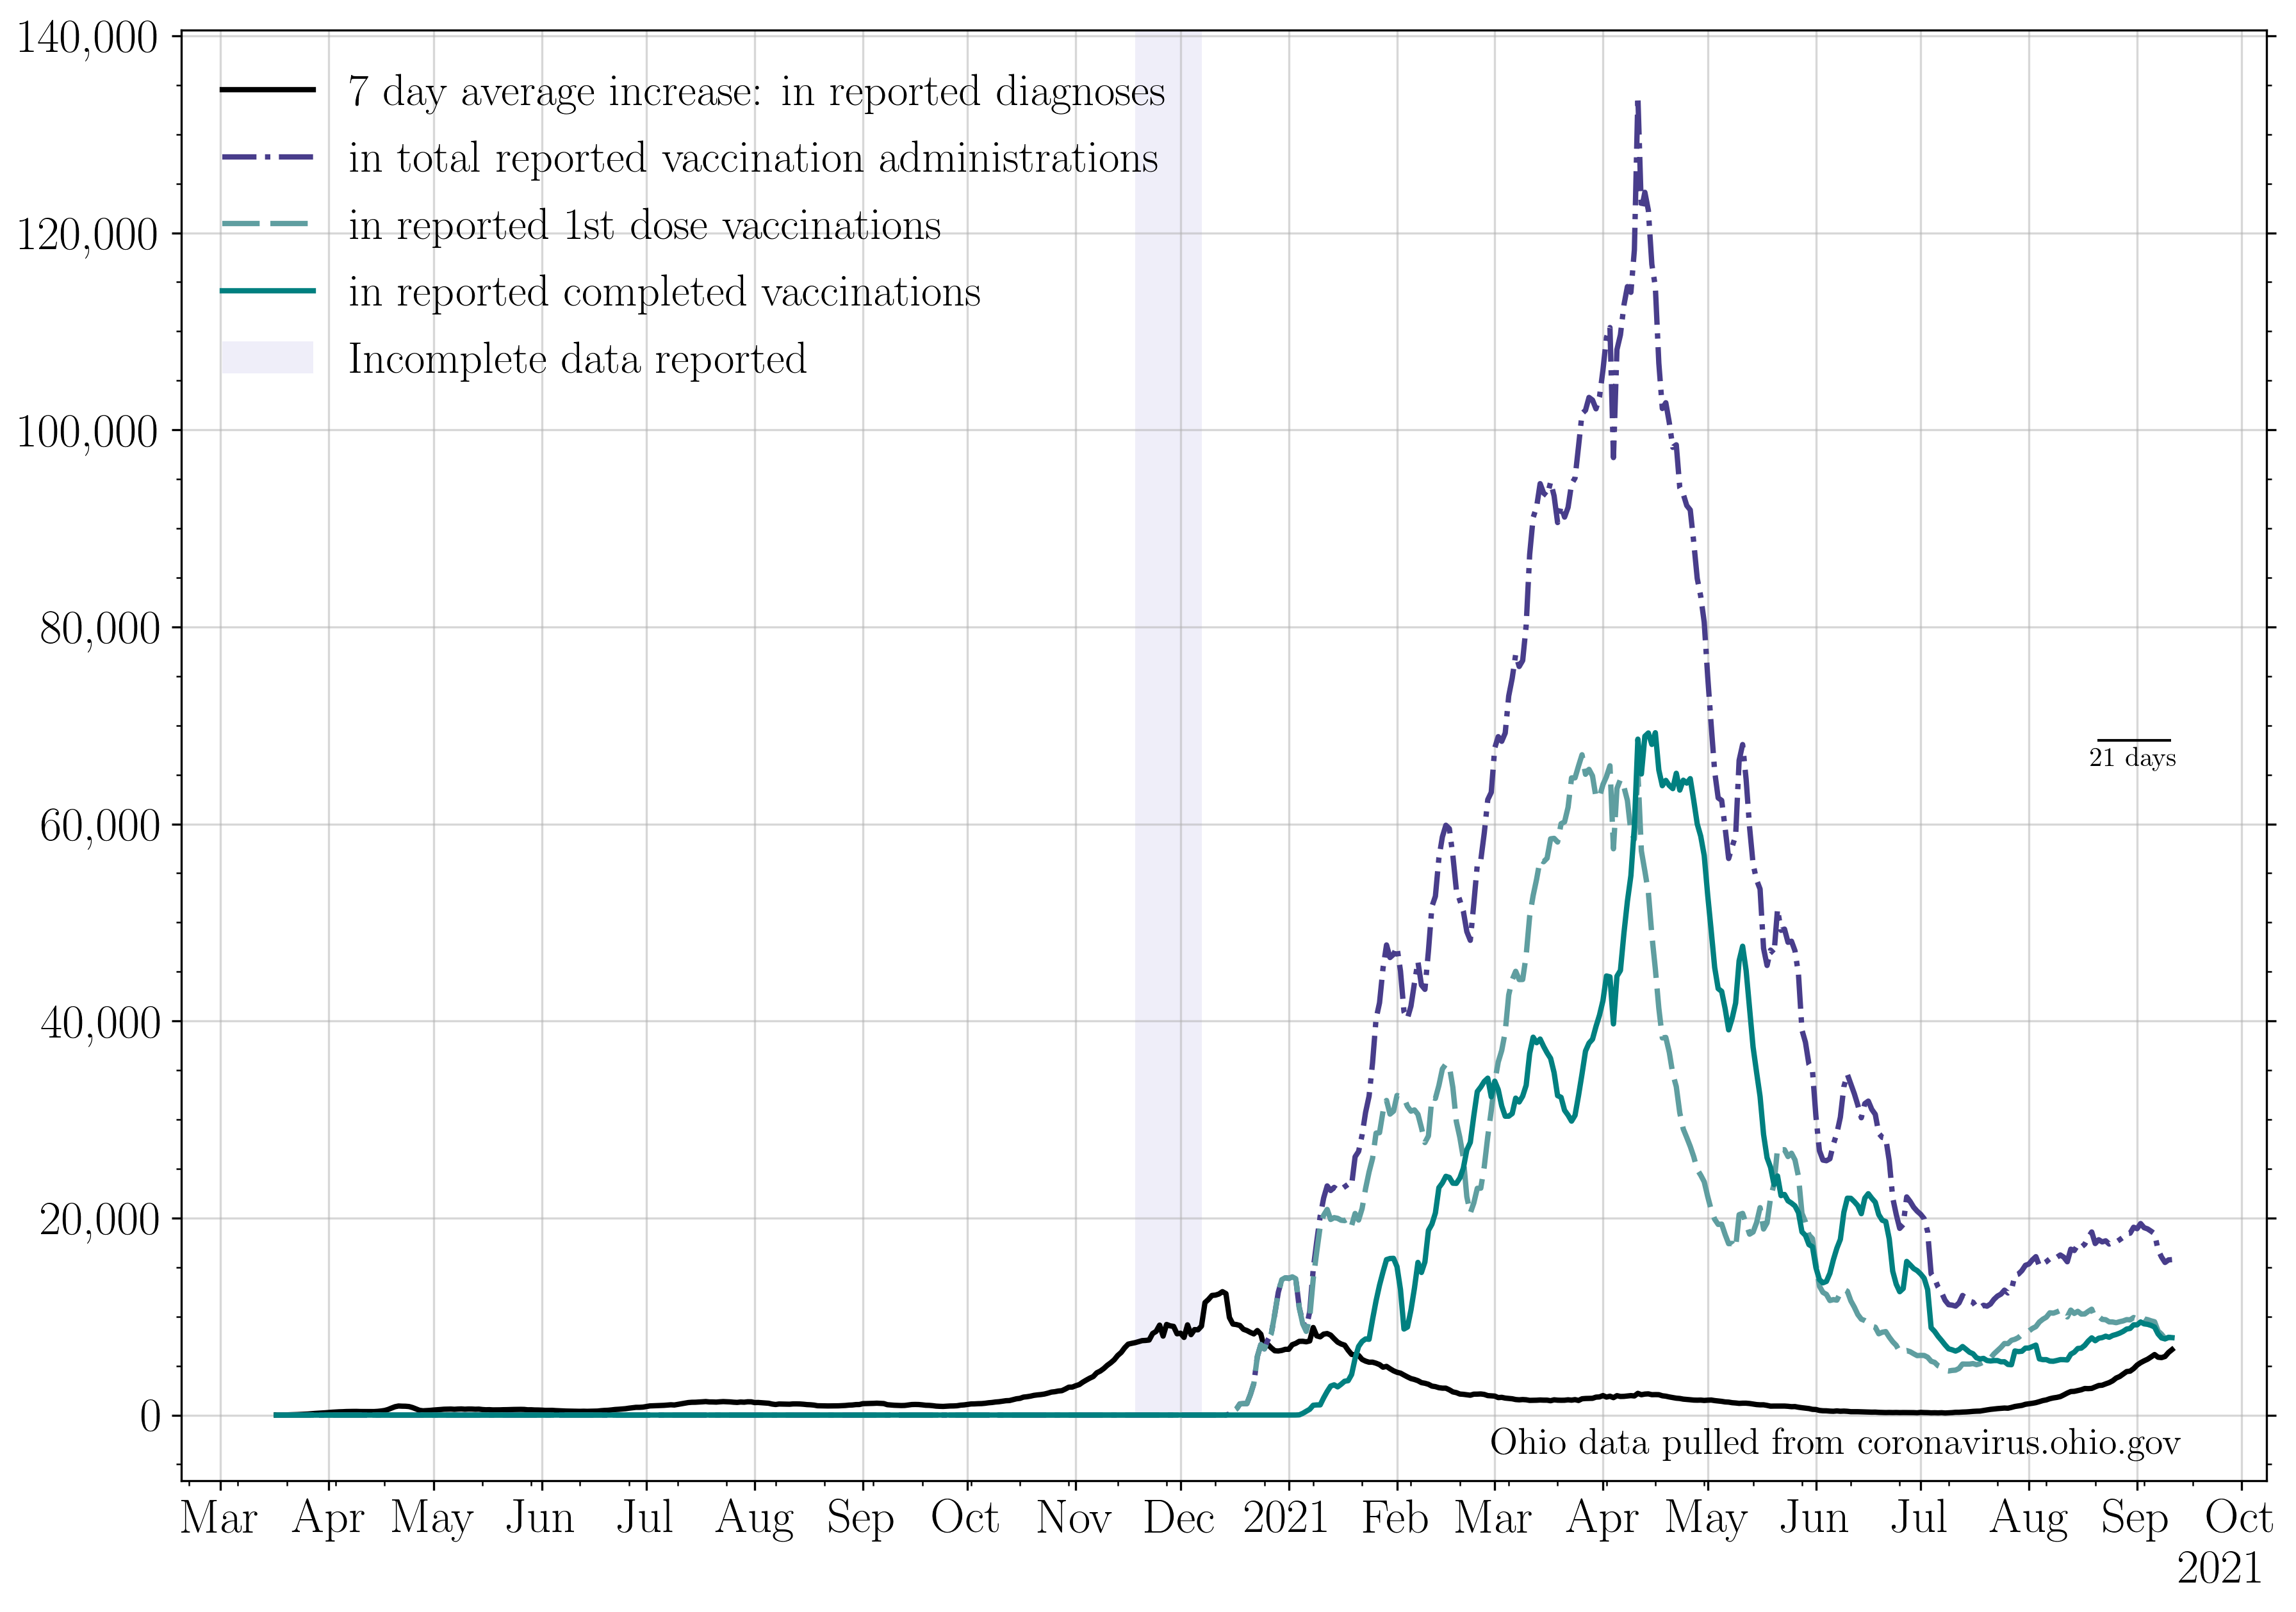 140,000
120,000
100,000
80,000
60,000
40,000
20,000
0
7 day average increase: in reported diagnoses
in total reported vaccination administrations
in reported 1st dose vaccinations
in reported completed vaccinations
Incomplete data reported
21 days
Ohio data pulled from coronavirus.ohio.gov
Mar Apr May Jun Jul Aug Sep Oct Nov Dec 2021 Feb Mar Apr May Jun Jul Aug Sep Oct
2021